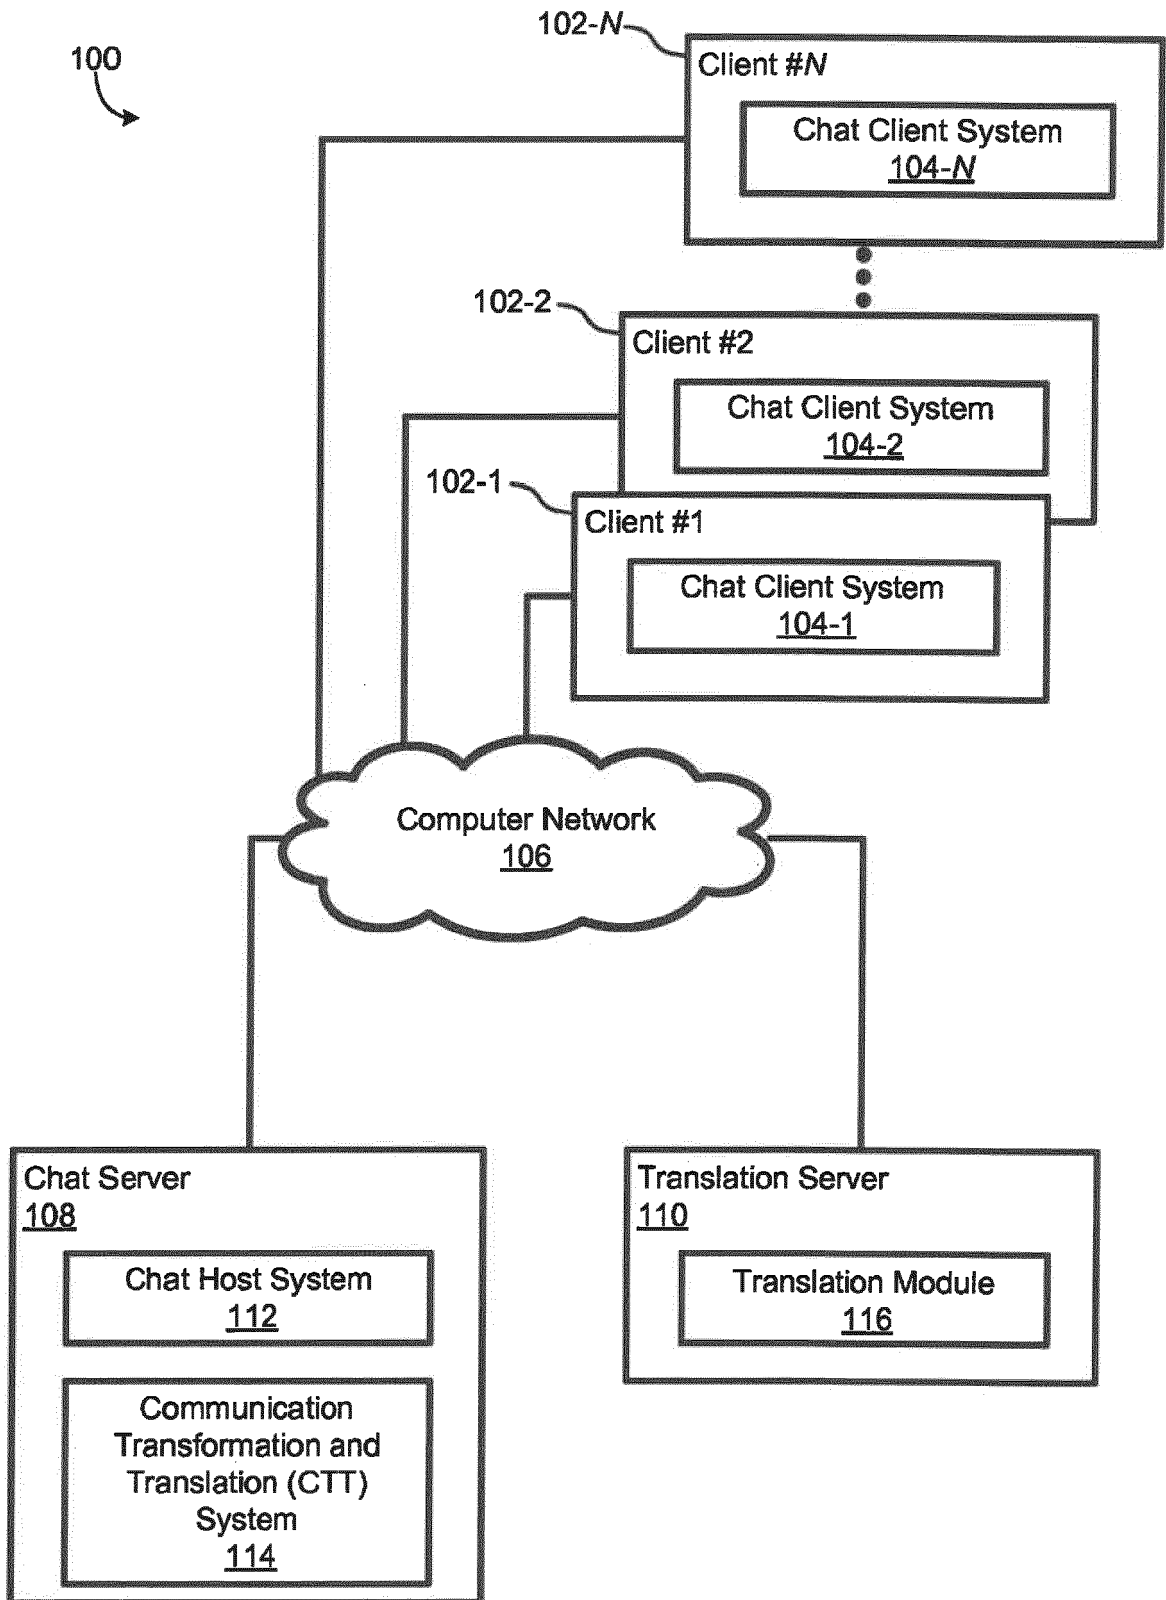 100
102-N
Client #N
Chat Client System
104-N
102-2
Client #2
Chat Client System
104-2
102-1
Client #1
Chat Client System
104-1
Computer Network
106
Chat Server
108
Chat Host System
112
Communication
Transformation and
Translation (CTT)
System
114
Translation Server
110
Translation Module
116